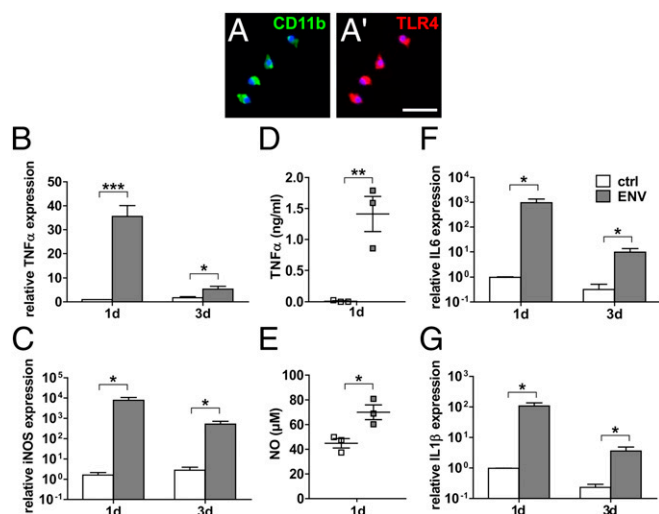 A CD11b
A' TLR4
B
relative TNFα expression
50
40
30
20
10
0
***
*
1d 3d
D
TNFα (ng/ml)
2.0
1.5
1.0
0.5
0.0
**
1d
F
relative IL6 expression
10⁴
10³
10²
10¹
10⁰
10⁻¹
*
*
ctrl
ENV
1d 3d
C
relative iNOS expression
10⁵
10⁴
10³
10²
10¹
10⁰
10⁻¹
*
*
1d 3d
E
NO (µM)
100
80
60
40
20
0
*
1d
G
relative IL1β expression
10³
10²
10¹
10⁰
10⁻¹
*
*
1d 3d